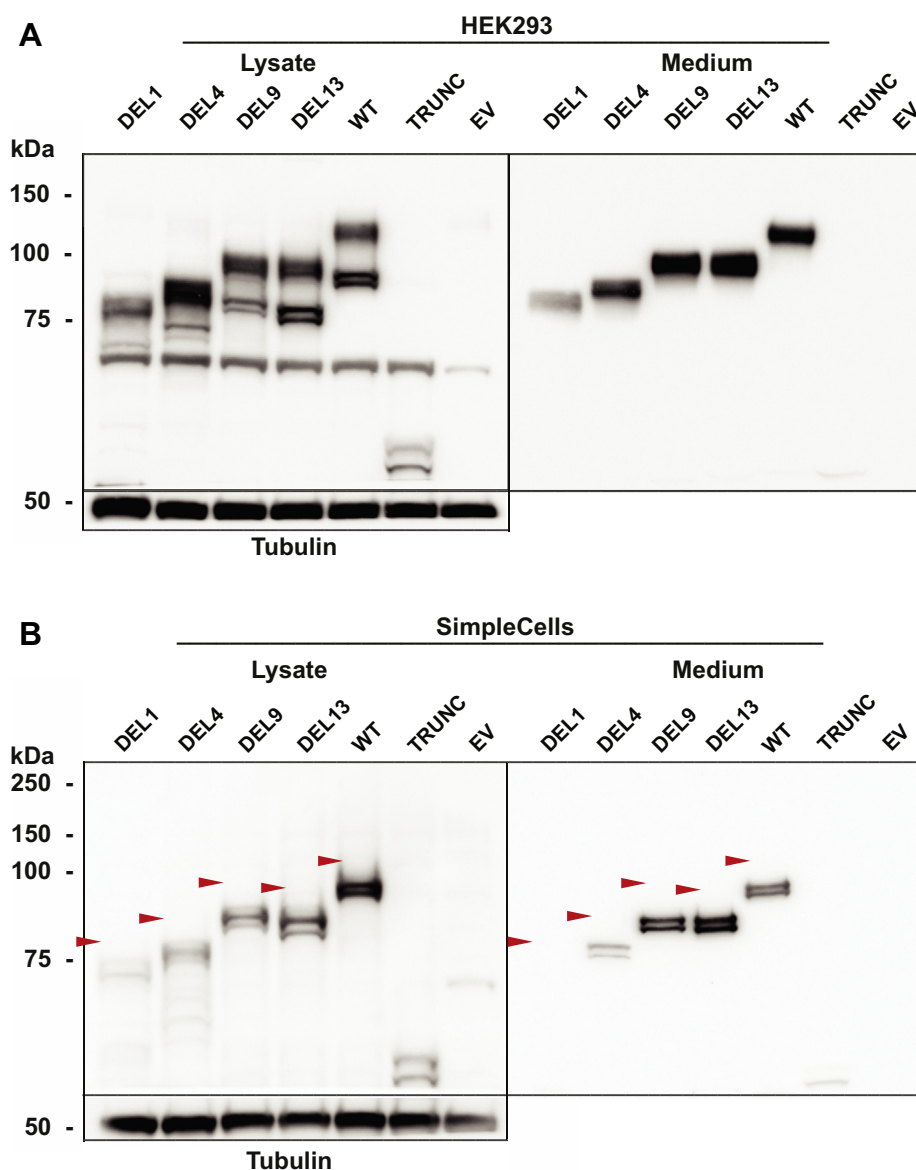 A
HEK293
Lysate Medium
DEL1 DEL4 DEL9 DEL13 WT TRUNC EV DEL1 DEL4 DEL9 DEL13 WT TRUNC EV
kDa
150 -
100 -
75 -
50 -
Tubulin
B
SimpleCells
Lysate Medium
DEL1 DEL4 DEL9 DEL13 WT TRUNC EV DEL1 DEL4 DEL9 DEL13 WT TRUNC EV
kDa
250 -
150 -
100 -
75 -
50 -
Tubulin